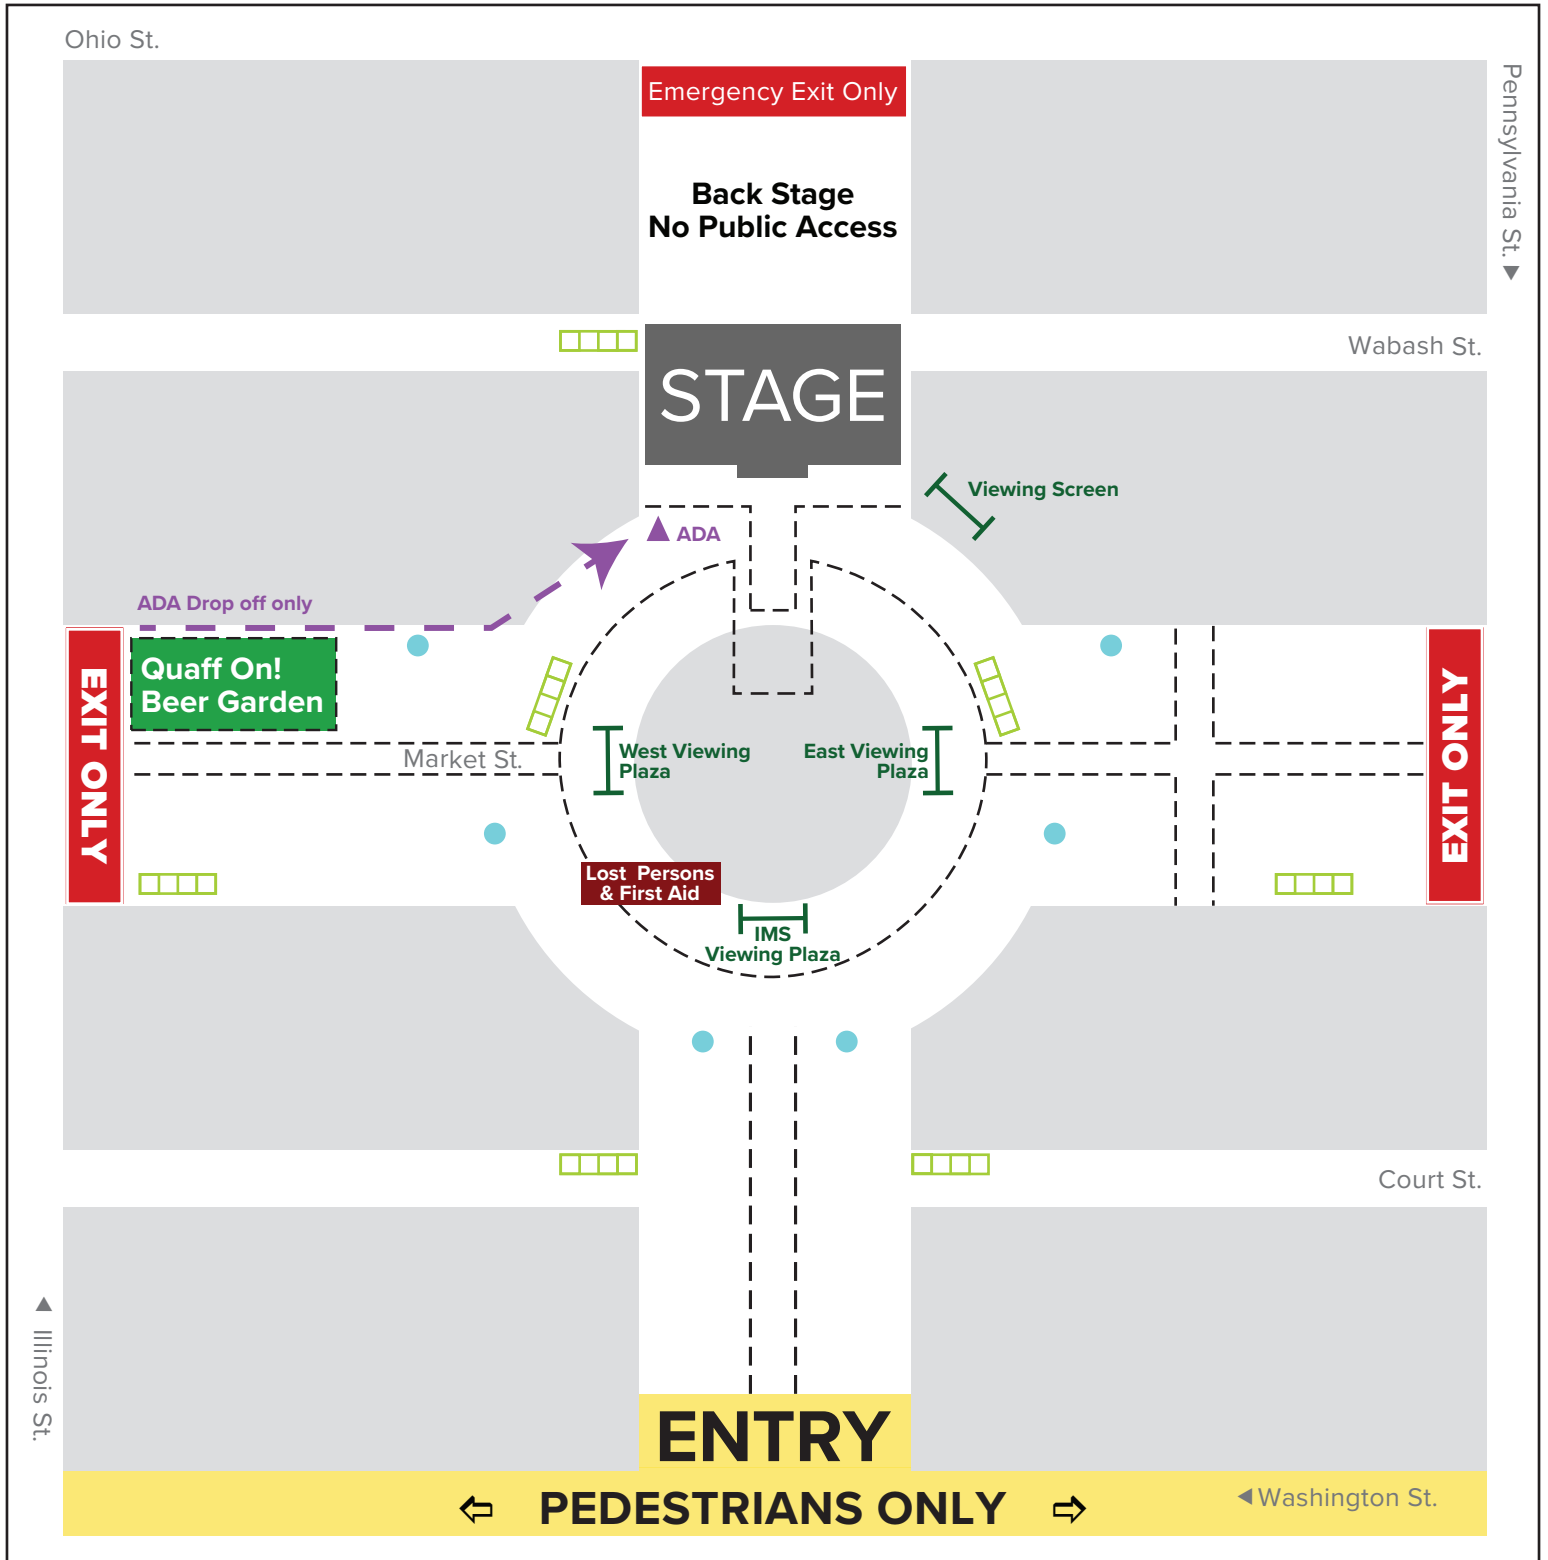 Ohio St.
Emergency Exit Only
Pennsylvania St.
Back Stage
No Public Access
Wabash St.
STAGE
Viewing Screen
ADA
ADA Drop off only
EXIT ONLY
Quaff On!
Beer Garden
EXIT ONLY
Market St.
West Viewing
Plaza
East Viewing
Plaza
Lost Persons
& First Aid
IMS
Viewing Plaza
Court St.
Illinois St.
ENTRY
PEDESTRIANS ONLY
Washington St.